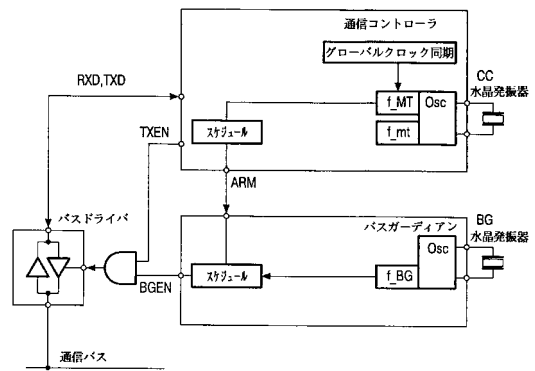 通信コントローラ
グローバルクロック同期
RXD,TXD
CC
水晶発振器
f_MT
Osc
f_mt
TXEN
スケジュール
ARM
バスドライバ
バスガーディアン
BG
水晶発振器
Osc
スケジュール
f_BG
BGEN
通信バス